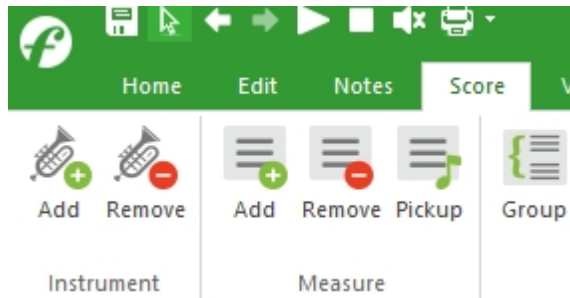 Home Edit Notes Score
Add Remove Add Remove Pickup Group
Instrument Measure